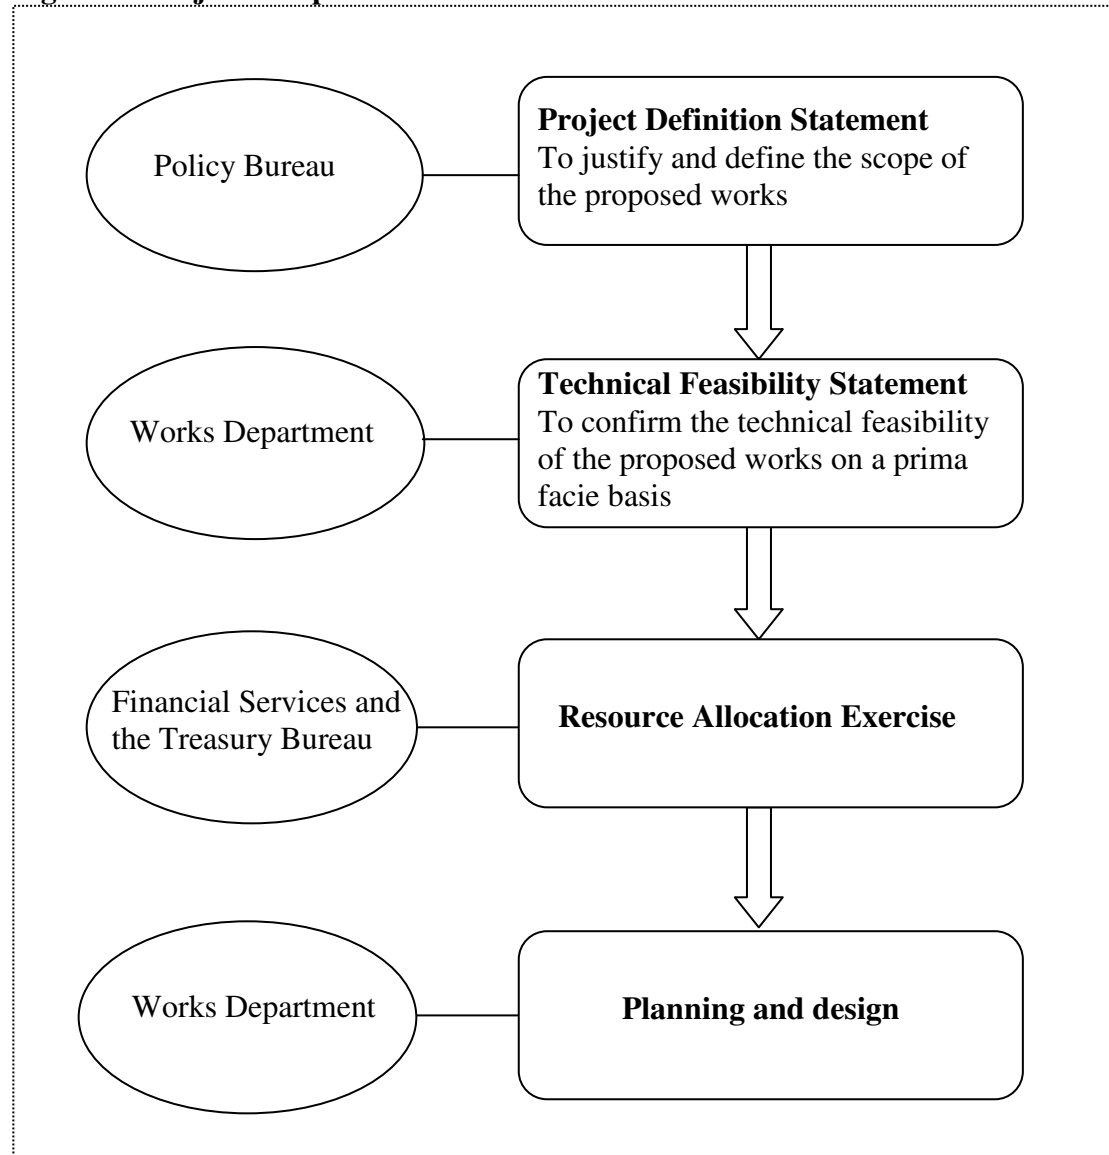 Policy Bureau
Project Definition Statement
To justify and define the scope of
the proposed works
Works Department
Technical Feasibility Statement
To confirm the technical feasibility
of the proposed works on a prima
facie basis
Financial Services and
the Treasury Bureau
Resource Allocation Exercise
Works Department
Planning and design